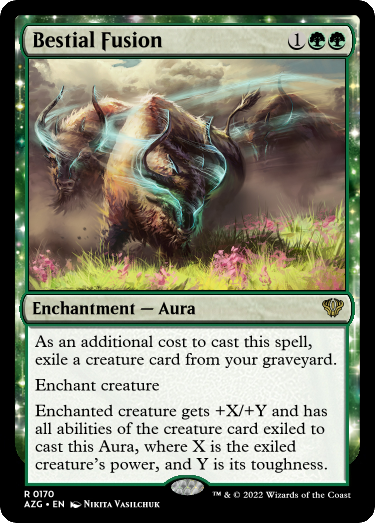 Bestial Fusion 1
Enchantment — Aura
As an additional cost to cast this spell,
exile a creature card from your graveyard.
Enchant creature
Enchanted creature gets +X/+Y and has
all abilities of the creature card exiled to
cast this Aura, where X is the exiled
creature's power, and Y is its toughness.
R 0170
AZG • EN Nikita Vasilchuk
™ & © 2022 Wizards of the Coast